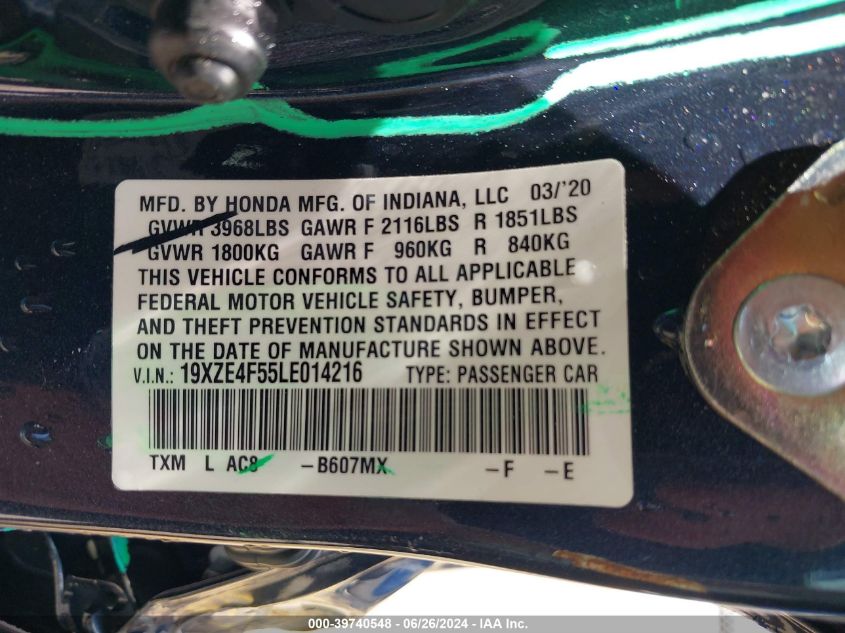 MFD. BY HONDA MFG. OF INDIANA, LLC 03/'20
GVWR 3968LBS GAWR F 2116LBS R 1851LBS
GVWR 1800KG GAWR F 960KG R 840KG
THIS VEHICLE CONFORMS TO ALL APPLICABLE
FEDERAL MOTOR VEHICLE SAFETY, BUMPER,
AND THEFT PREVENTION STANDARDS IN EFFECT
ON THE DATE OF MANUFACTURE SHOWN ABOVE.
V.I.N.: 19XZE4F55LE014216 TYPE: PASSENGER CAR
TXM L AC8 -B607MX -F -E
000-39740548 - 06/26/2024 - IAA Inc.